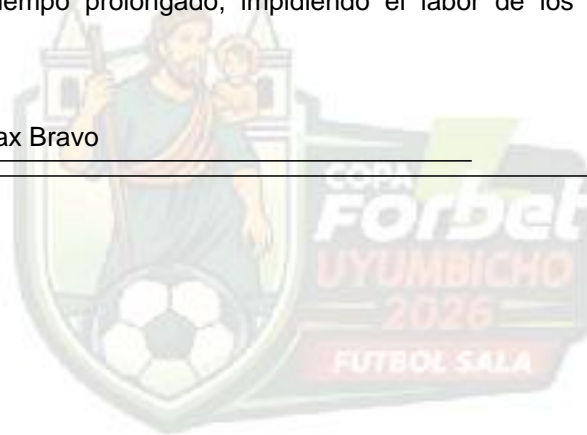 tiempo prolongado, impidiendo el labor de los
ax Bravo
COPA
Forbet
UYUMBICHO
2026
FUTBOL SALA